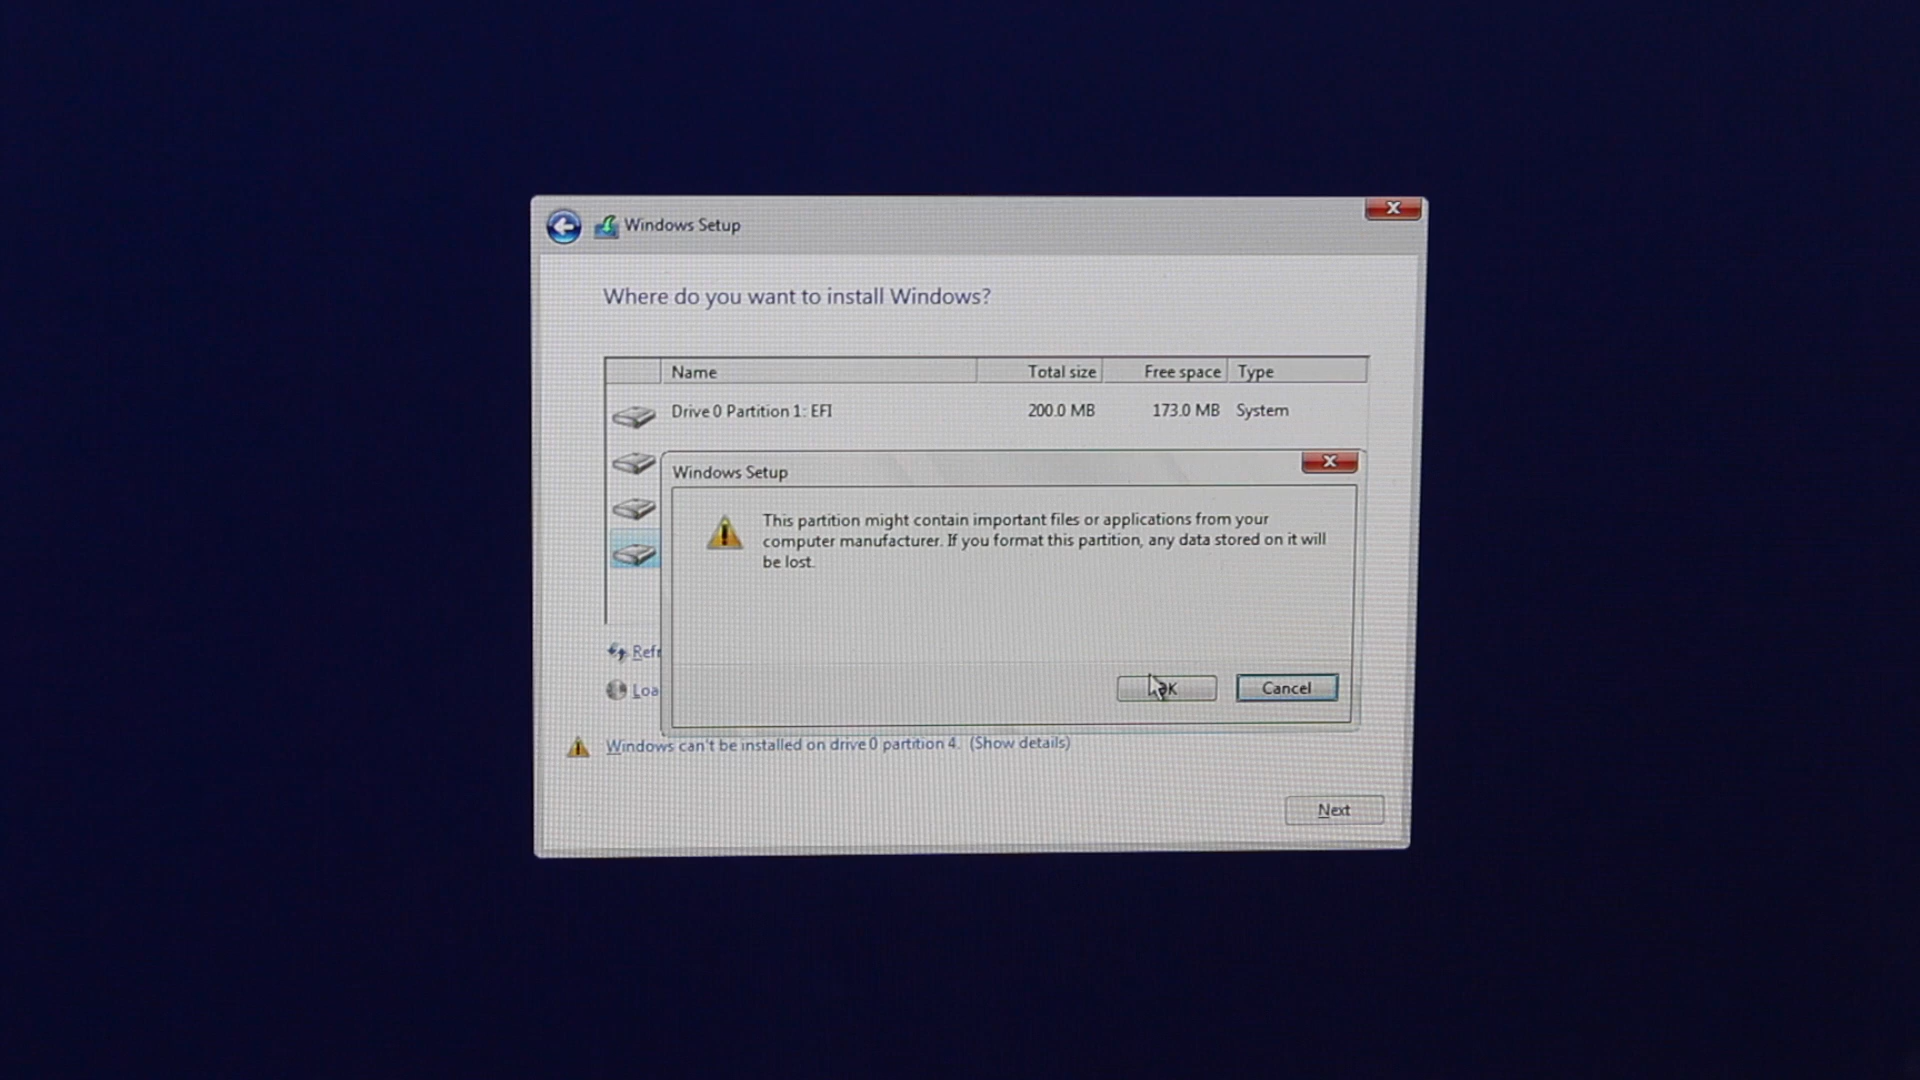 Windows Setup
Where do you want to install Windows?
Name Total size Free space Type
Drive 0 Partition 1: EFI 200.0 MB 173.0 MB System
Windows Setup
This partition might contain important files or applications from your
computer manufacturer. If you format this partition, any data stored on it will
be lost.
Refr
Loa
OK Cancel
Windows can't be installed on drive 0 partition 4. (Show details)
Next